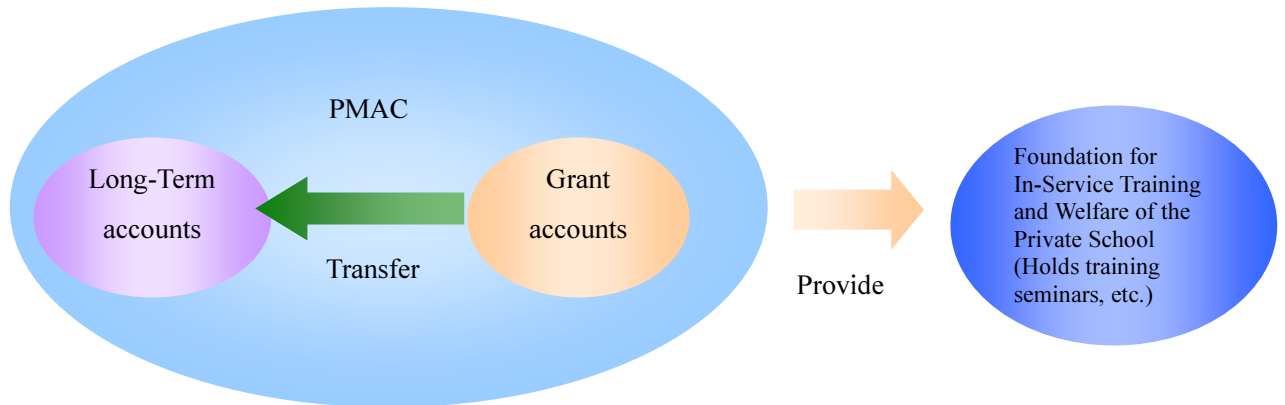 PMAC
Long-Term
accounts
Transfer
Grant
accounts
Provide
Foundation for
In-Service Training
and Welfare of the
Private School
(Holds training
seminars, etc.)